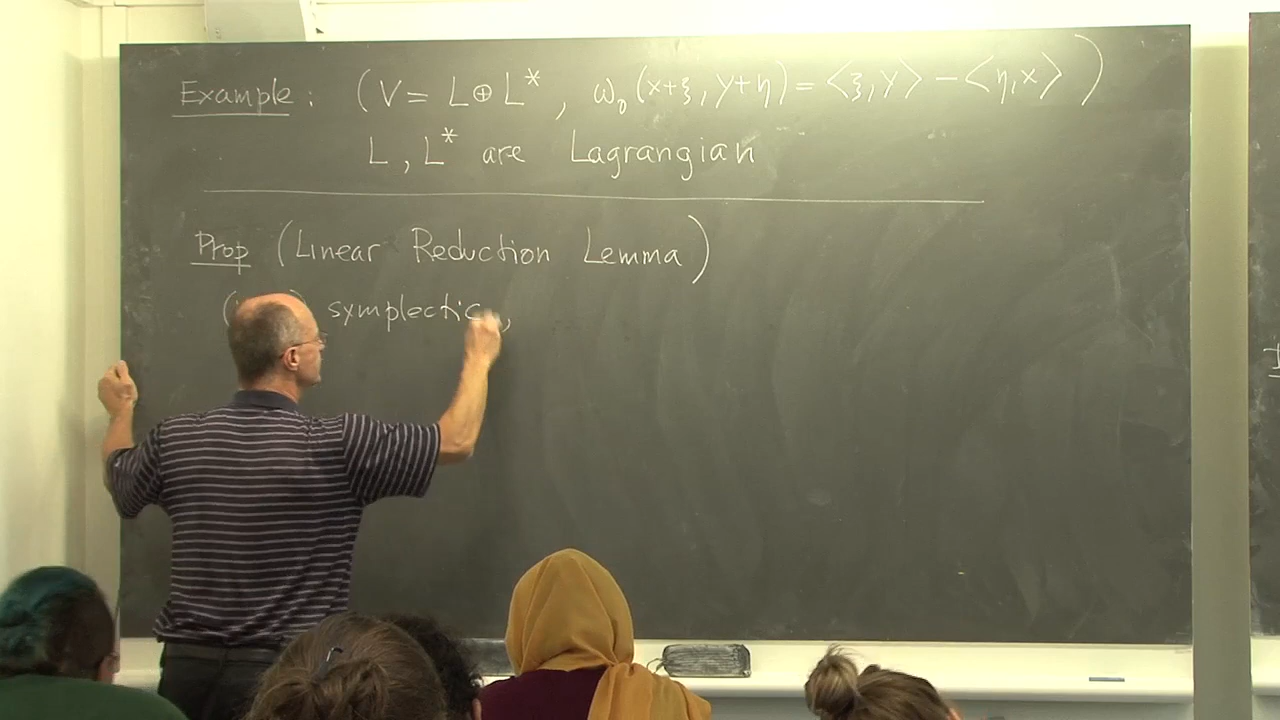 Example: (V = L ⊕ L*, ω₀(x+ξ, y+η) = ⟨ξ,y⟩ − ⟨η,x⟩)
L, L* are Lagrangian
Prop (Linear Reduction Lemma)
symplectic,